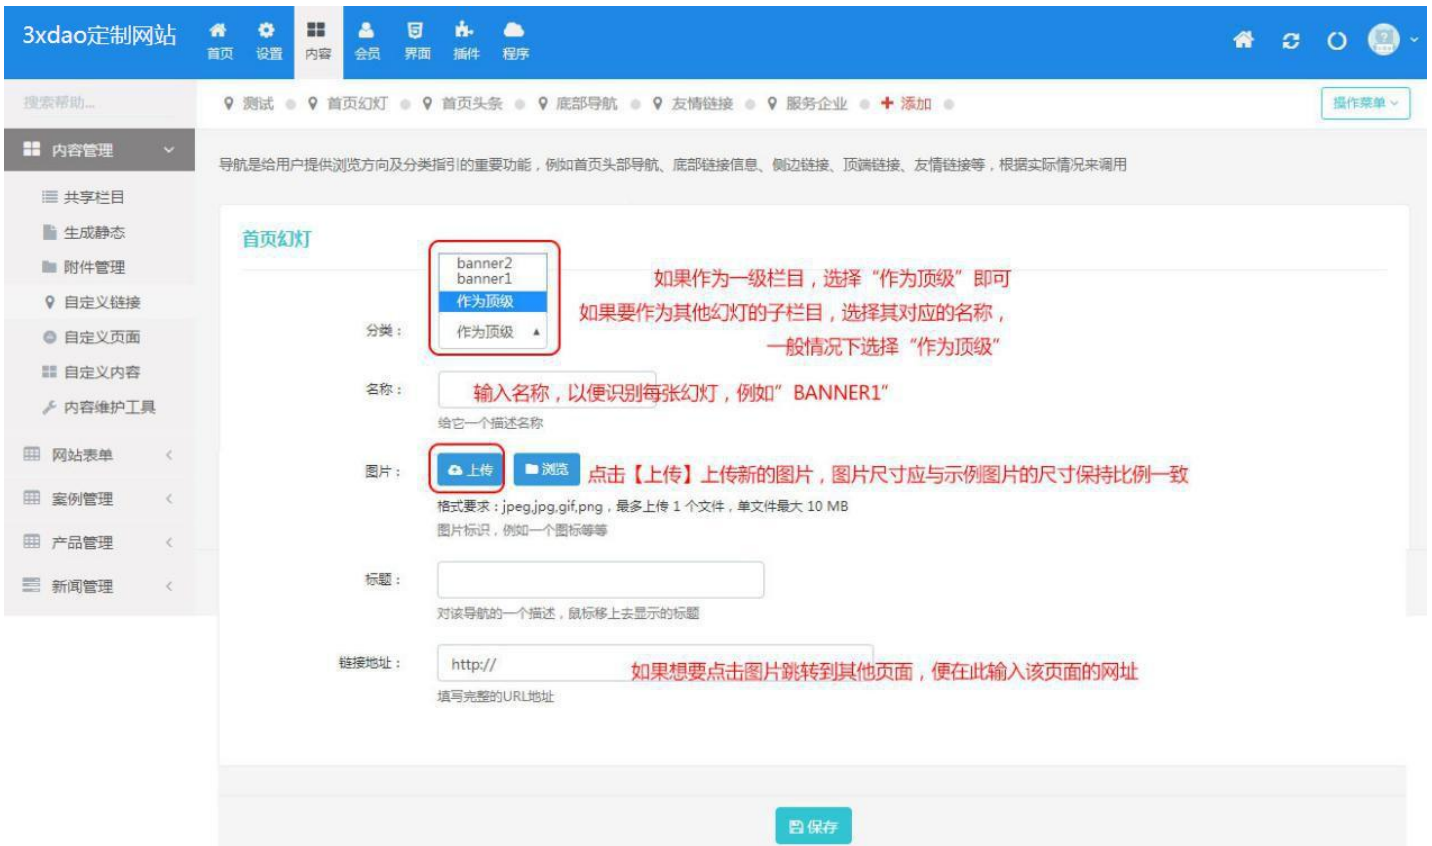 3xdao定制网站
首页 设置 内容 会员 界面 插件 程序
搜索帮助...
测试 首页幻灯 首页头条 底部导航 友情链接 服务企业 添加
操作菜单
内容管理
共享栏目
生成静态
附件管理
自定义链接
自定义页面
自定义内容
内容维护工具
网站表单
案例管理
产品管理
新闻管理
导航是给用户提供浏览方向及分类指引的重要功能，例如首页头部导航、底部链接信息、侧边链接、顶端链接、友情链接等，根据实际情况来调用
首页幻灯
banner2
banner1
作为顶级
分类： 作为顶级
如果作为一级栏目，选择“作为顶级”即可
如果要作为其他幻灯的子栏目，选择其对应的名称，
一般情况下选择“作为顶级”
名称： 输入名称，以便识别每张幻灯，例如” BANNER1”
给它一个描述名称
图片： 上传 浏览 点击【上传】上传新的图片，图片尺寸应与示例图片的尺寸保持比例一致
格式要求：jpeg,jpg,gif,png，最多上传 1 个文件，单文件最大 10 MB
图片标识，例如一个图标等等
标题：
对该导航的一个描述，鼠标移上去显示的标题
链接地址： http:// 如果想要点击图片跳转到其他页面，便在此输入该页面的网址
填写完整的URL地址
保存